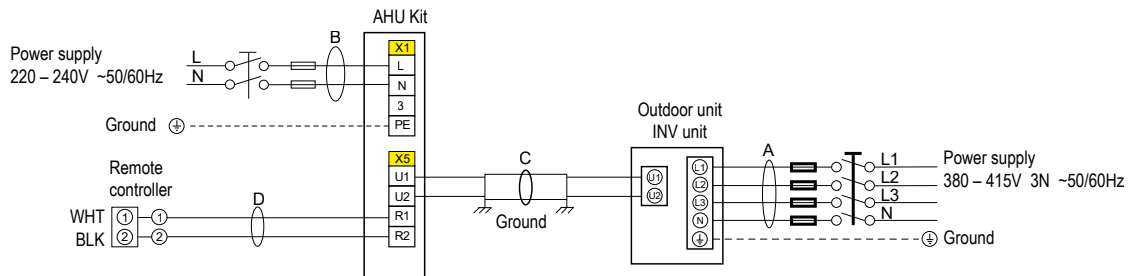 AHU Kit
Power supply
220 – 240V ~50/60Hz
L
N
B
X1
L
N
3
PE
Ground
Remote
controller
WHT 1 1
BLK 2 2
D
X5
U1
U2
R1
R2
C
Ground
Outdoor unit
INV unit
U1
U2
L1
L2
L3
N
A
L1
L2
L3
N
Power supply
380 – 415V 3N ~50/60Hz
Ground